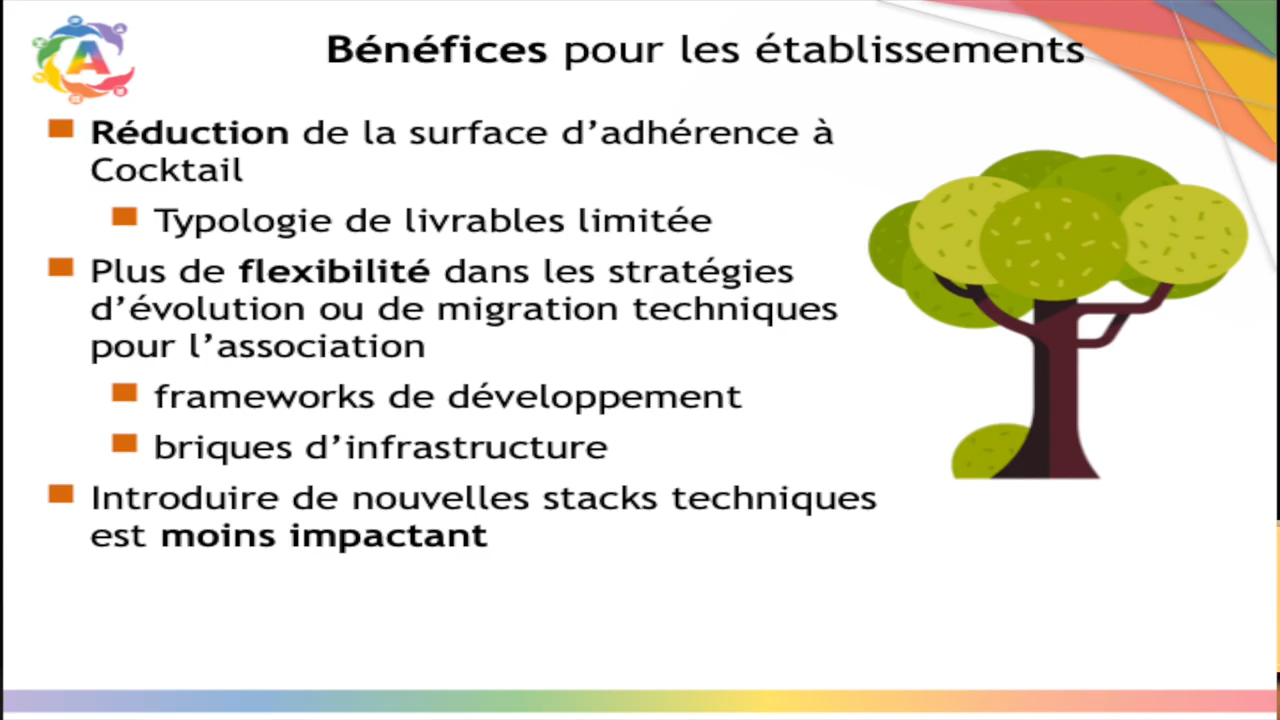 A
Bénéfices pour les établissements
Réduction de la surface d’adhérence à
Cocktail
Typologie de livrables limitée
Plus de flexibilité dans les stratégies
d’évolution ou de migration techniques
pour l’association
frameworks de développement
briques d’infrastructure
Introduire de nouvelles stacks techniques
est moins impactant